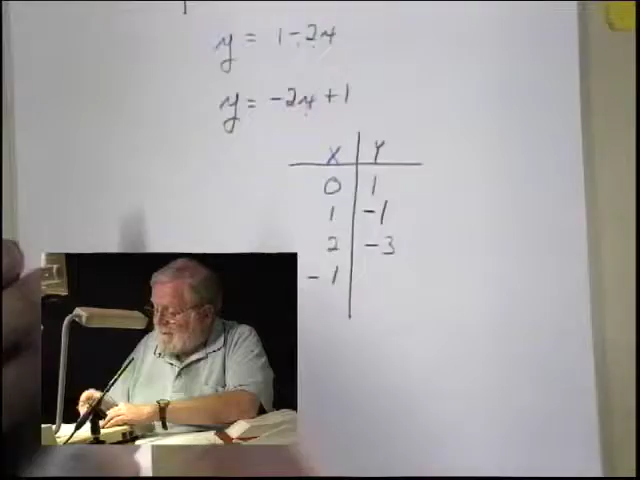 y = 1-2x
y = -2x+1
X Y
0 1
1 -1
2 -3
-1